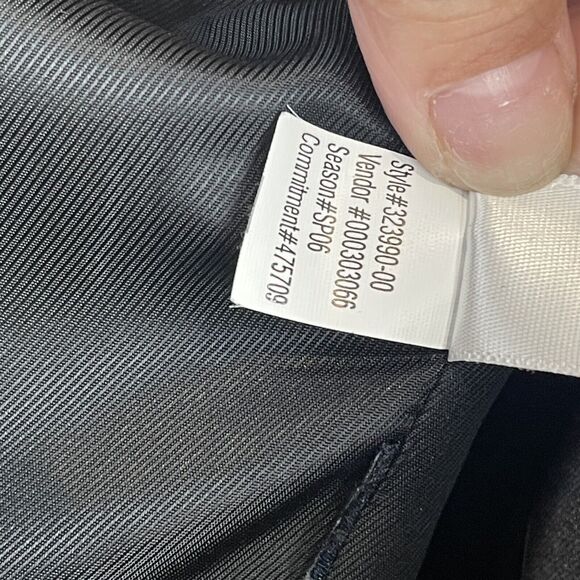 Style#323990-00
Vendor #000303066
Season#SP06
Commitment#475709